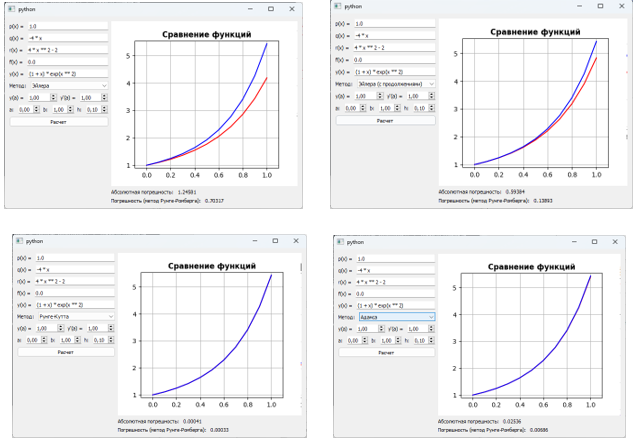 python
p(x) = 1.0
q(x) = -4 * x
r(x) = 4 * x ** 2 - 2
f(x) = 0.0
y(x) = (1 + x) * exp(x ** 2)
Метод: Эйлера
y(a) = 1,00 y'(a) = 1,00
a: 0,00 b: 1,00 h: 0,10
Расчет
Сравнение функций
5
4
3
2
1
0.0 0.2 0.4 0.6 0.8 1.0
Абсолютная погрешность: 1.24581
Погрешность (метод Рунге-Ромберга): 0.70317
python
p(x) = 1.0
q(x) = -4 * x
r(x) = 4 * x ** 2 - 2
f(x) = 0.0
y(x) = (1 + x) * exp(x ** 2)
Метод: Эйлера (с продолжением)
y(a) = 1,00 y'(a) = 1,00
a: 0,00 b: 1,00 h: 0,10
Расчет
Сравнение функций
5
4
3
2
1
0.0 0.2 0.4 0.6 0.8 1.0
Абсолютная погрешность: 0.59384
Погрешность (метод Рунге-Ромберга): 0.13893
python
p(x) = 1.0
q(x) = -4 * x
r(x) = 4 * x ** 2 - 2
f(x) = 0.0
y(x) = (1 + x) * exp(x ** 2)
Метод: Рунге-Кутта
y(a) = 1,00 y'(a) = 1,00
a: 0,00 b: 1,00 h: 0,10
Расчет
Сравнение функций
5
4
3
2
1
0.0 0.2 0.4 0.6 0.8 1.0
Абсолютная погрешность: 0.00041
Погрешность (метод Рунге-Ромберга): 0.00033
python
p(x) = 1.0
q(x) = -4 * x
r(x) = 4 * x ** 2 - 2
f(x) = 0.0
y(x) = (1 + x) * exp(x ** 2)
Метод: Адамса
y(a) = 1,00 y'(a) = 1,00
a: 0,00 b: 1,00 h: 0,10
Расчет
Сравнение функций
5
4
3
2
1
0.0 0.2 0.4 0.6 0.8 1.0
Абсолютная погрешность: 0.02536
Погрешность (метод Рунге-Ромберга): 0.00686